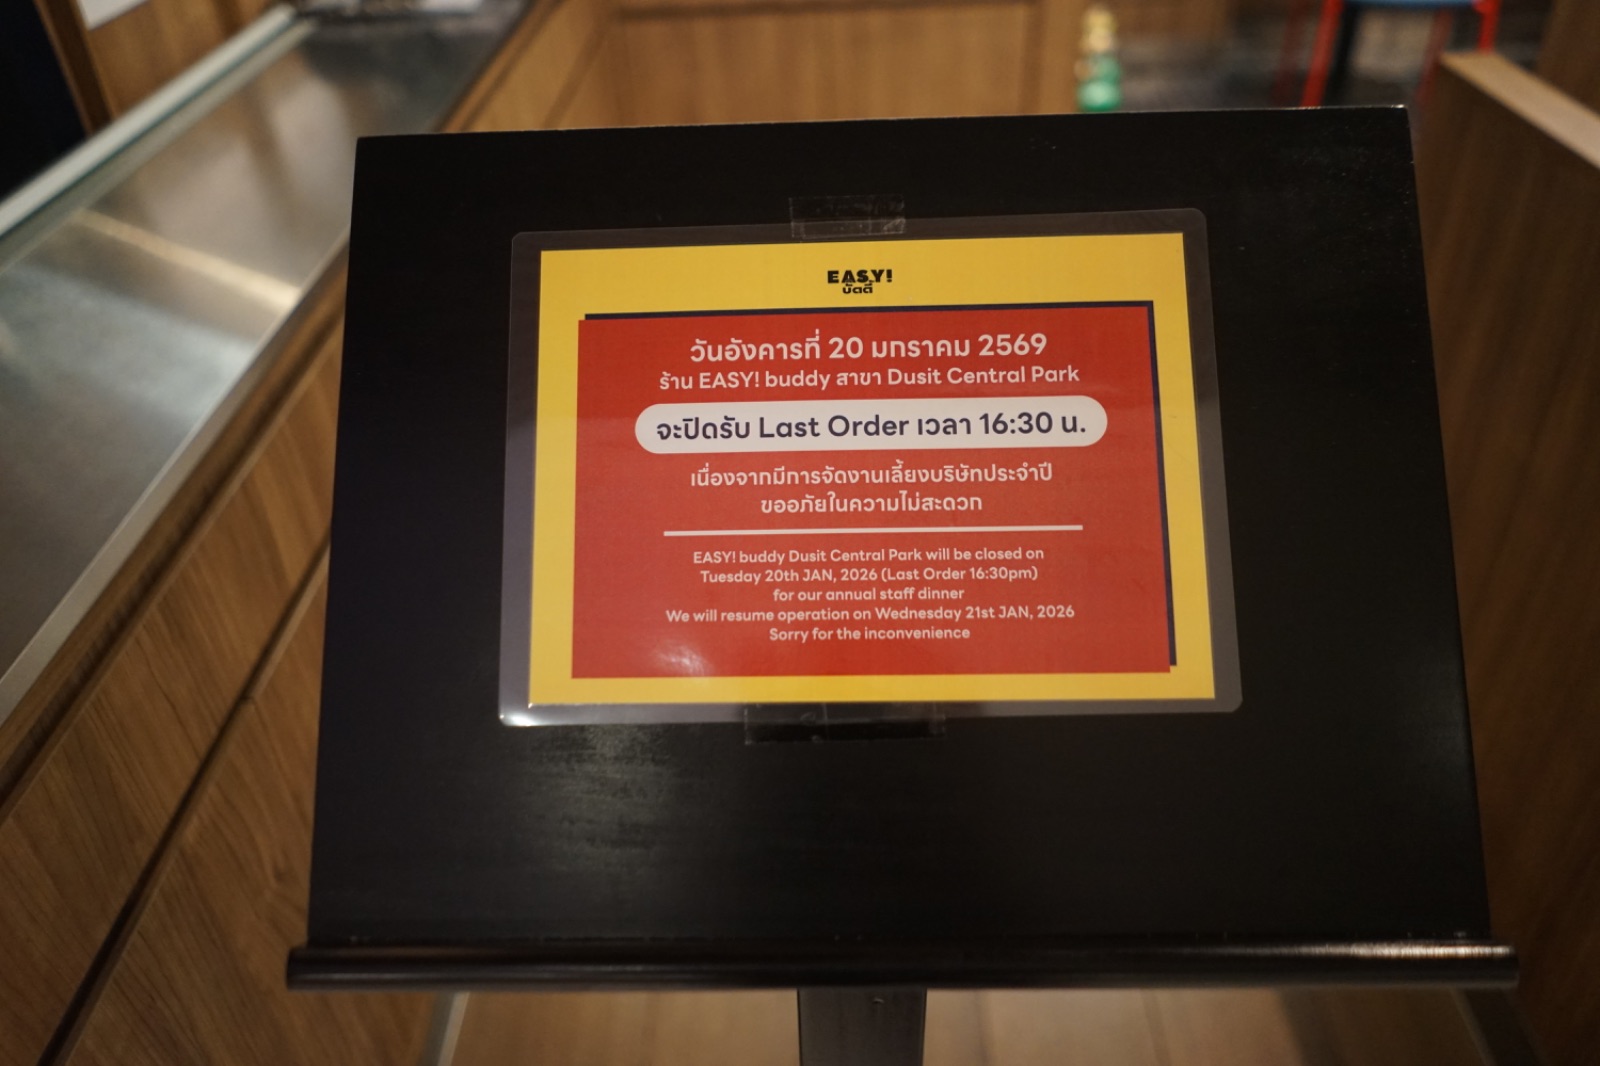 EASY!
บัดดี้
วันอังคารที่ 20 มกราคม 2569
ร้าน EASY! buddy สาขา Dusit Central Park
จะปิดรับ Last Order เวลา 16:30 น.
เนื่องจากมีการจัดงานเลี้ยงบริษัทประจำปี
ขออภัยในความไม่สะดวก
EASY! buddy Dusit Central Park will be closed on
Tuesday 20th JAN, 2026 (Last Order 16:30pm)
for our annual staff dinner
We will resume operation on Wednesday 21st JAN, 2026
Sorry for the inconvenience